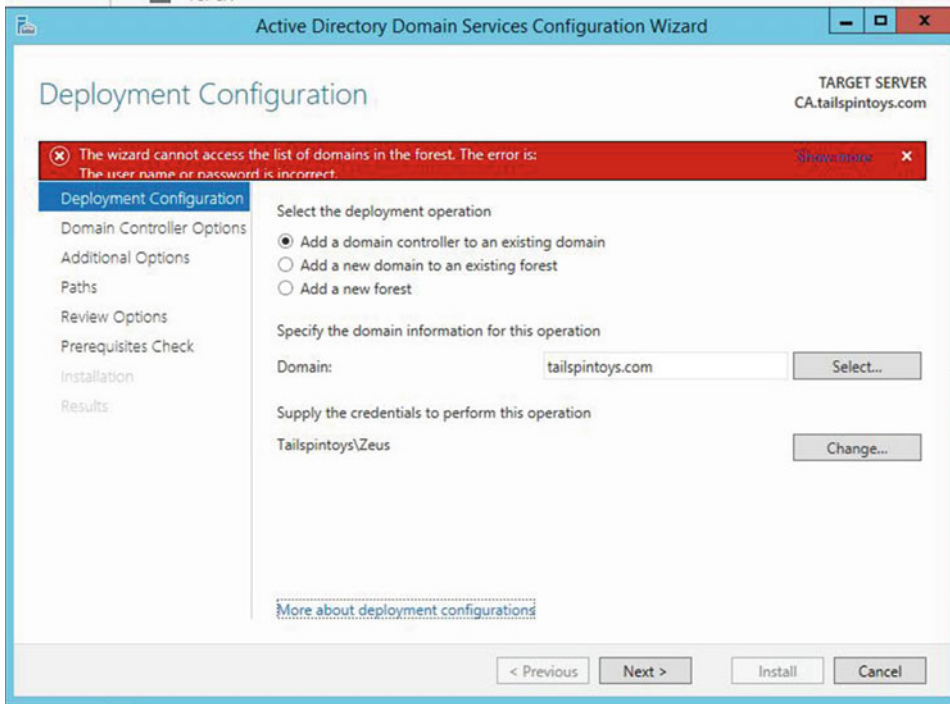 Active Directory Domain Services Configuration Wizard
Deployment Configuration
TARGET SERVER
CA.tailspintoys.com
The wizard cannot access the list of domains in the forest. The error is:
The user name or password is incorrect.
Show more
Deployment Configuration
Domain Controller Options
Additional Options
Paths
Review Options
Prerequisites Check
Installation
Results
Select the deployment operation
Add a domain controller to an existing domain
Add a new domain to an existing forest
Add a new forest
Specify the domain information for this operation
Domain: tailspintoys.com Select...
Supply the credentials to perform this operation
Tailspintoys\Zeus Change...
More about deployment configurations
< Previous Next > Install Cancel